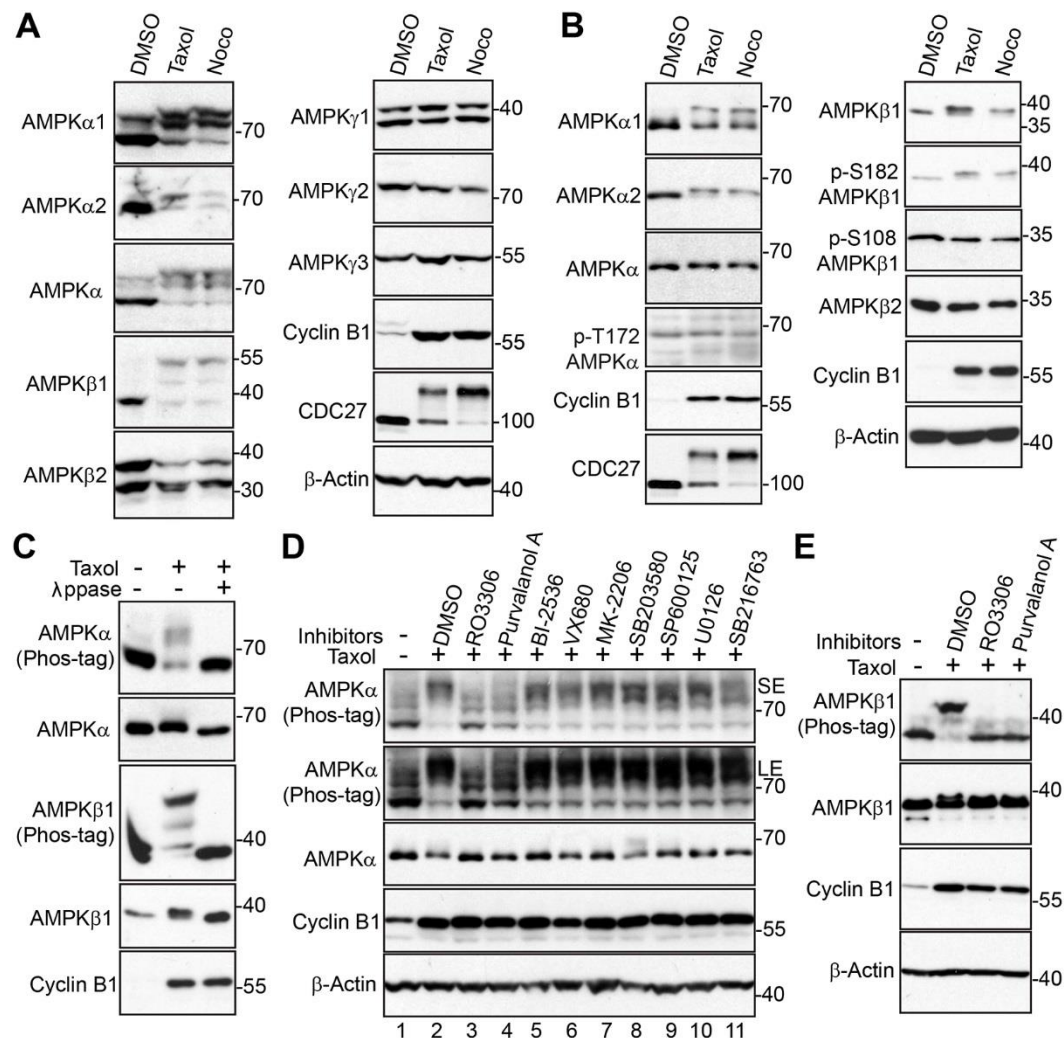 A
DMSO
Taxol
Noco
AMPKα1
70
AMPKα2
70
AMPKα
70
AMPKβ1
55
40
AMPKβ2
40
30
DMSO
Taxol
Noco
AMPKγ1
40
AMPKγ2
70
AMPKγ3
55
Cyclin B1
55
CDC27
100
β-Actin
40
B
DMSO
Taxol
Noco
AMPKα1
70
AMPKα2
70
AMPKα
70
p-T172
AMPKα
70
Cyclin B1
55
CDC27
100
DMSO
Taxol
Noco
AMPKβ1
40
35
p-S182
AMPKβ1
40
p-S108
AMPKβ1
35
AMPKβ2
35
Cyclin B1
55
β-Actin
40
C
Taxol - + +
λppase - - +
AMPKα
(Phos-tag)
70
AMPKα
70
AMPKβ1
(Phos-tag)
40
AMPKβ1
40
Cyclin B1
55
D
Inhibitors - DMSO RO3306 Purvalanol A BI-2536 VX680 MK-2206 SB203580 SP600125 U0126 SB216763
Taxol - + + + + + + + + + +
AMPKα
(Phos-tag)
SE
70
AMPKα
(Phos-tag)
LE
70
AMPKα
70
Cyclin B1
55
β-Actin
40
1 2 3 4 5 6 7 8 9 10 11
E
Inhibitors - DMSO RO3306 Purvalanol A
Taxol - + + +
AMPKβ1
(Phos-tag)
40
AMPKβ1
40
Cyclin B1
55
β-Actin
40